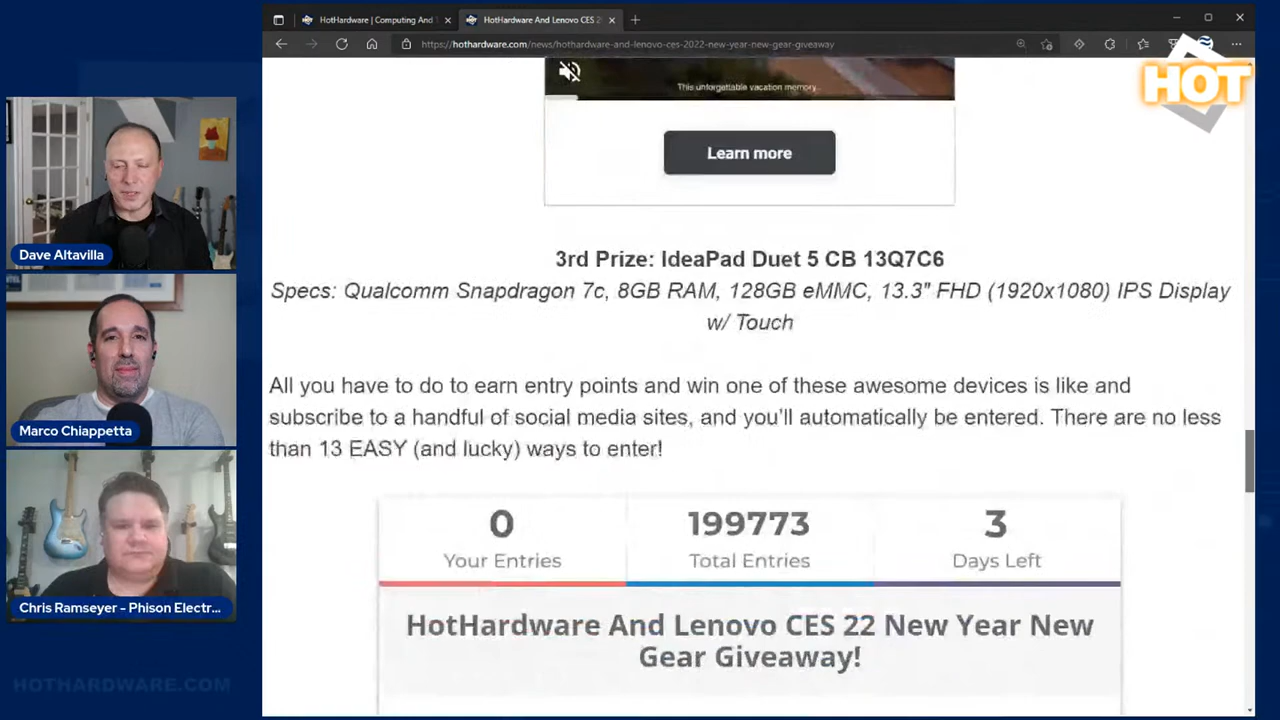 HotHardware | Computing And T
HotHardware And Lenovo CES 2
https://hothardware.com/news/hothardware-and-lenovo-ces-2022-new-year-new-gear-giveaway
HOT
This unforgettable vacation memory...
Learn more
Dave Altavilla
3rd Prize: IdeaPad Duet 5 CB 13Q7C6
Specs: Qualcomm Snapdragon 7c, 8GB RAM, 128GB eMMC, 13.3" FHD (1920x1080) IPS Display
w/ Touch
All you have to do to earn entry points and win one of these awesome devices is like and
subscribe to a handful of social media sites, and you'll automatically be entered. There are no less
than 13 EASY (and lucky) ways to enter!
Marco Chiappetta
0
Your Entries
199773
Total Entries
3
Days Left
Chris Ramseyer - Phison Electr...
HotHardware And Lenovo CES 22 New Year New
Gear Giveaway!
HOTHARDWARE.COM